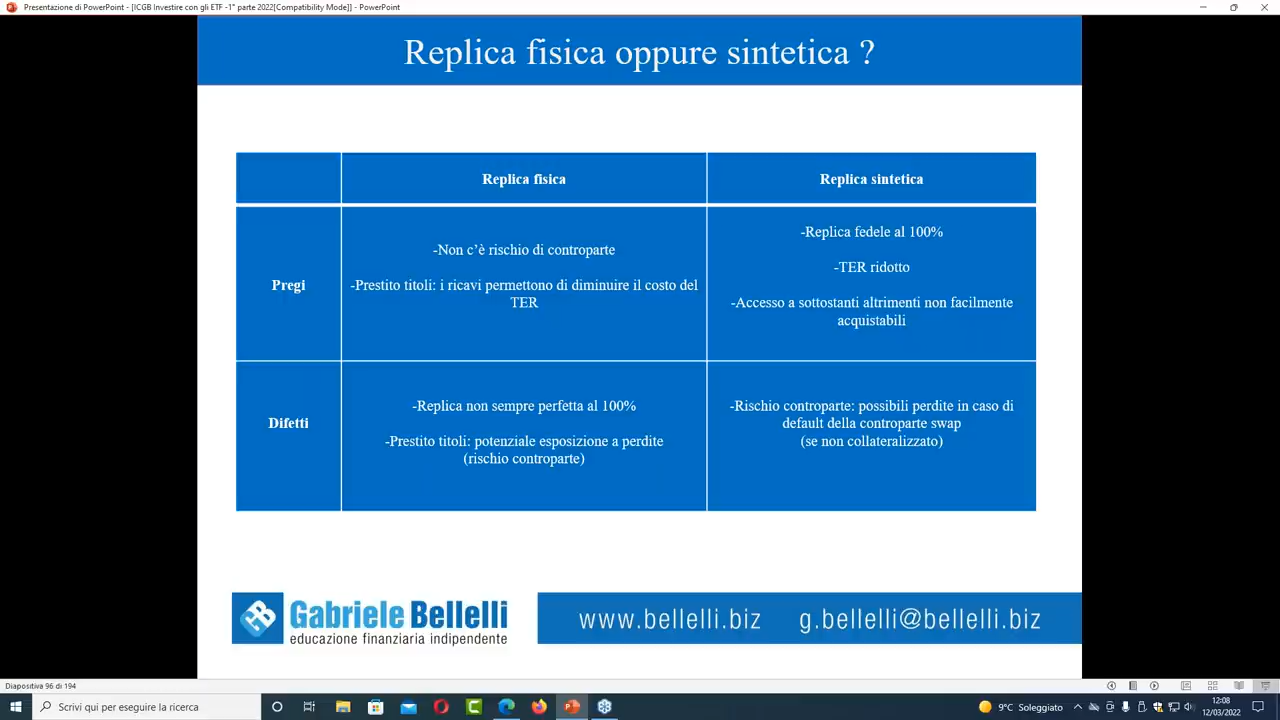 Presentazione di PowerPoint - [ICGB Investire con gli ETF -1° parte 2022[Compatibility Mode]] - PowerPoint
Replica fisica oppure sintetica ?
Replica fisica
Replica sintetica
Pregi
-Non c'è rischio di controparte
-Prestito titoli: i ricavi permettono di diminuire il costo del
TER
-Replica fedele al 100%
-TER ridotto
-Accesso a sottostanti altrimenti non facilmente
acquistabili
Difetti
-Replica non sempre perfetta al 100%
-Prestito titoli: potenziale esposizione a perdite
(rischio controparte)
-Rischio controparte: possibili perdite in caso di
default della controparte swap
(se non collateralizzato)
Gabriele Bellelli
educazione finanziaria indipendente
www.bellelli.biz g.bellelli@bellelli.biz
Diapositiva 96 di 194
Scrivi qui per eseguire la ricerca
9°C Soleggiato
12:08
12/03/2022